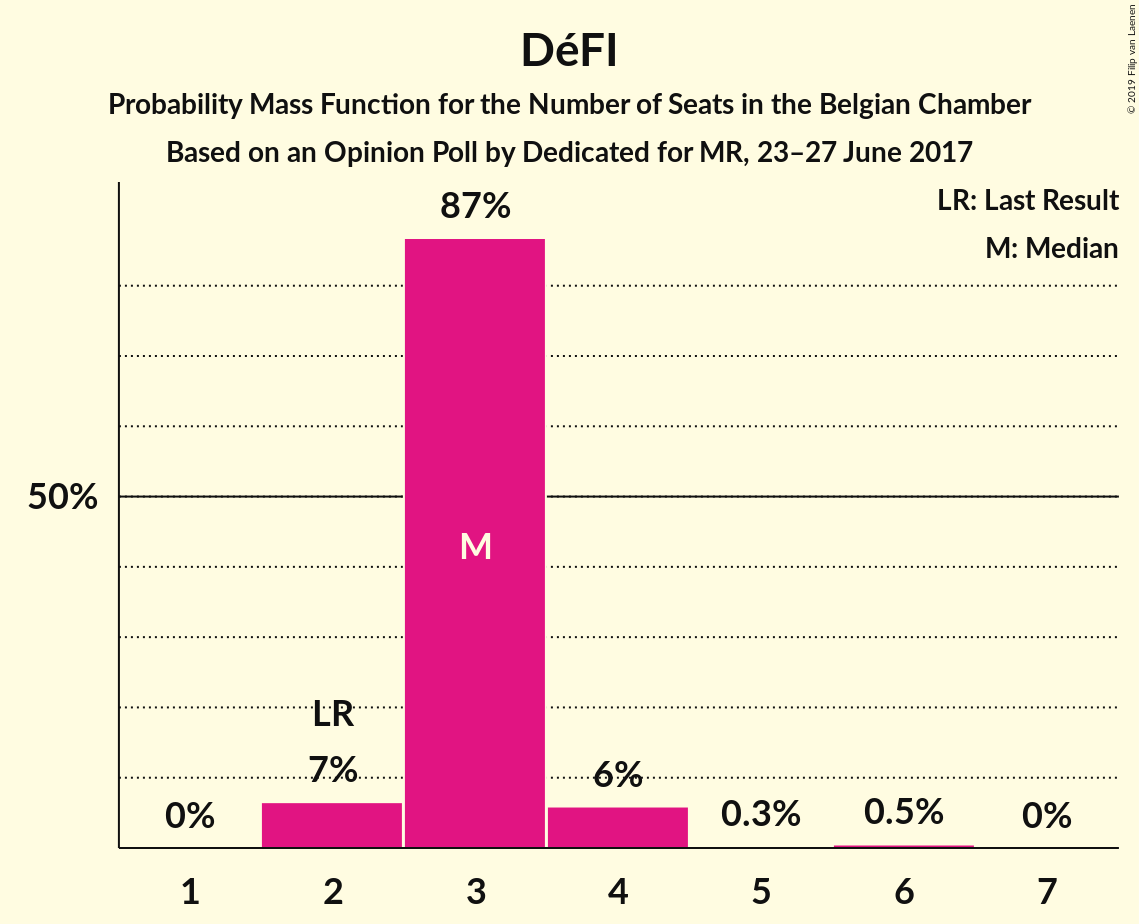 DéFI
Probability Mass Function for the Number of Seats in the Belgian Chamber
Based on an Opinion Poll by Dedicated for MR, 23–27 June 2017
© 2019 Filip van Laenen
LR: Last Result
M: Median
87%
50%
M
LR
7%
6%
0%
0.3%
0.5%
0%
1 2 3 4 5 6 7